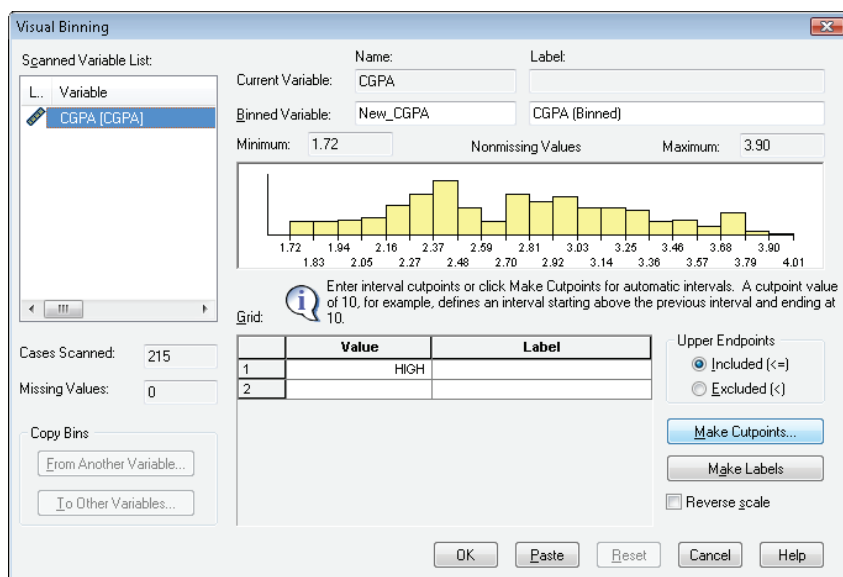 Visual Binning
Scanned Variable List:
L.. Variable
CGPA [CGPA]
Cases Scanned: 215
Missing Values: 0
Copy Bins
From Another Variable...
To Other Variables...
Name: Label:
Current Variable: CGPA
Binned Variable: New_CGPA CGPA (Binned)
Minimum: 1.72 Nonmissing Values Maximum: 3.90
1.72 1.94 2.16 2.37 2.59 2.81 3.03 3.25 3.46 3.68 3.90
1.83 2.05 2.27 2.48 2.70 2.92 3.14 3.36 3.57 3.79 4.01
Enter interval cutpoints or click Make Cutpoints for automatic intervals. A cutpoint value
of 10, for example, defines an interval starting above the previous interval and ending at
10.
Grid:
Value Label
1 HIGH
2
Upper Endpoints
Included (<=)
Excluded (<)
Make Cutpoints...
Make Labels
Reverse scale
OK Paste Reset Cancel Help